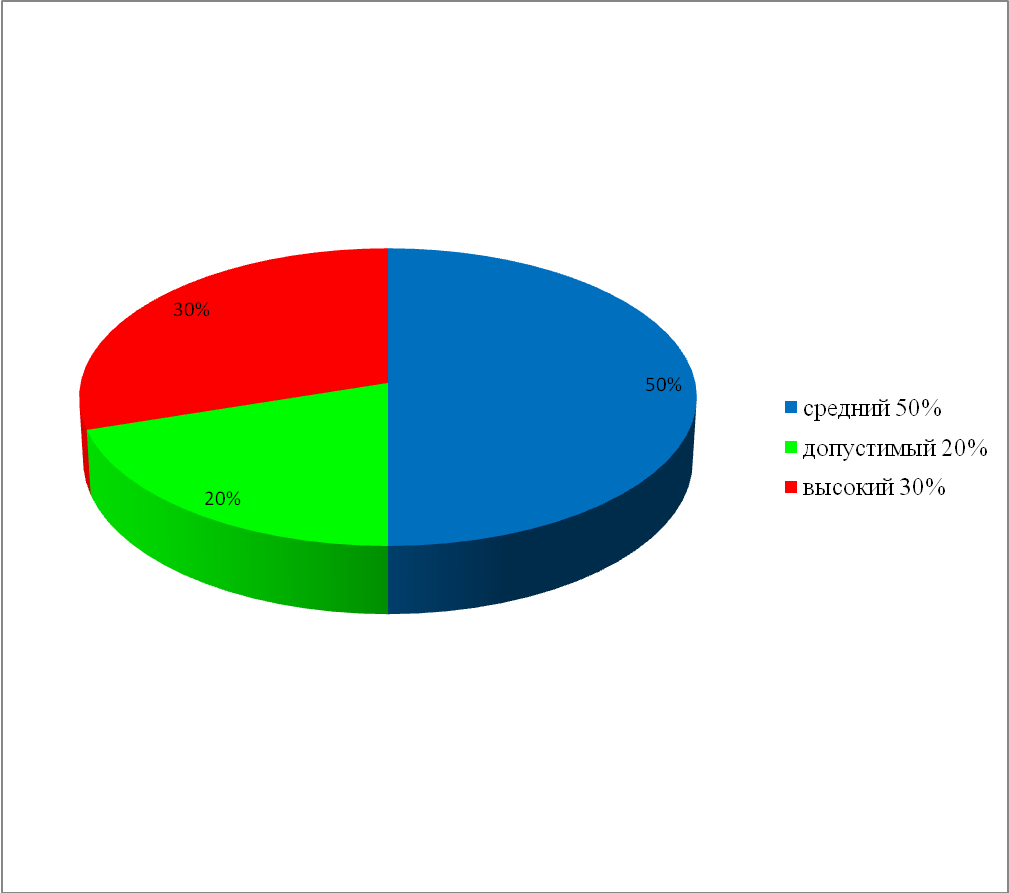 30%
50%
20%
средний 50%
допустимый 20%
высокий 30%